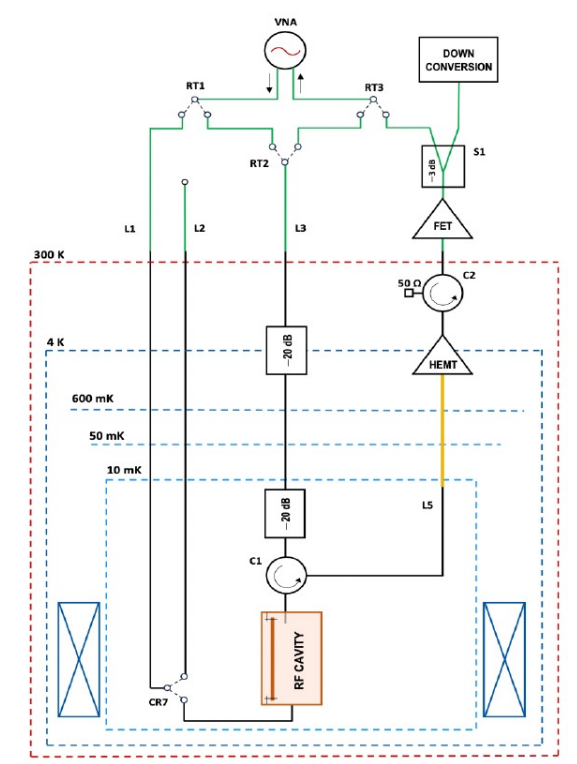 VNA
DOWN
CONVERSION
RT1
RT3
RT2
S1
−3 dB
FET
L1
L2
L3
300 K
50 Ω
C2
4 K
−20 dB
HEMT
600 mK
50 mK
10 mK
−20 dB
L5
C1
RF CAVITY
CR7